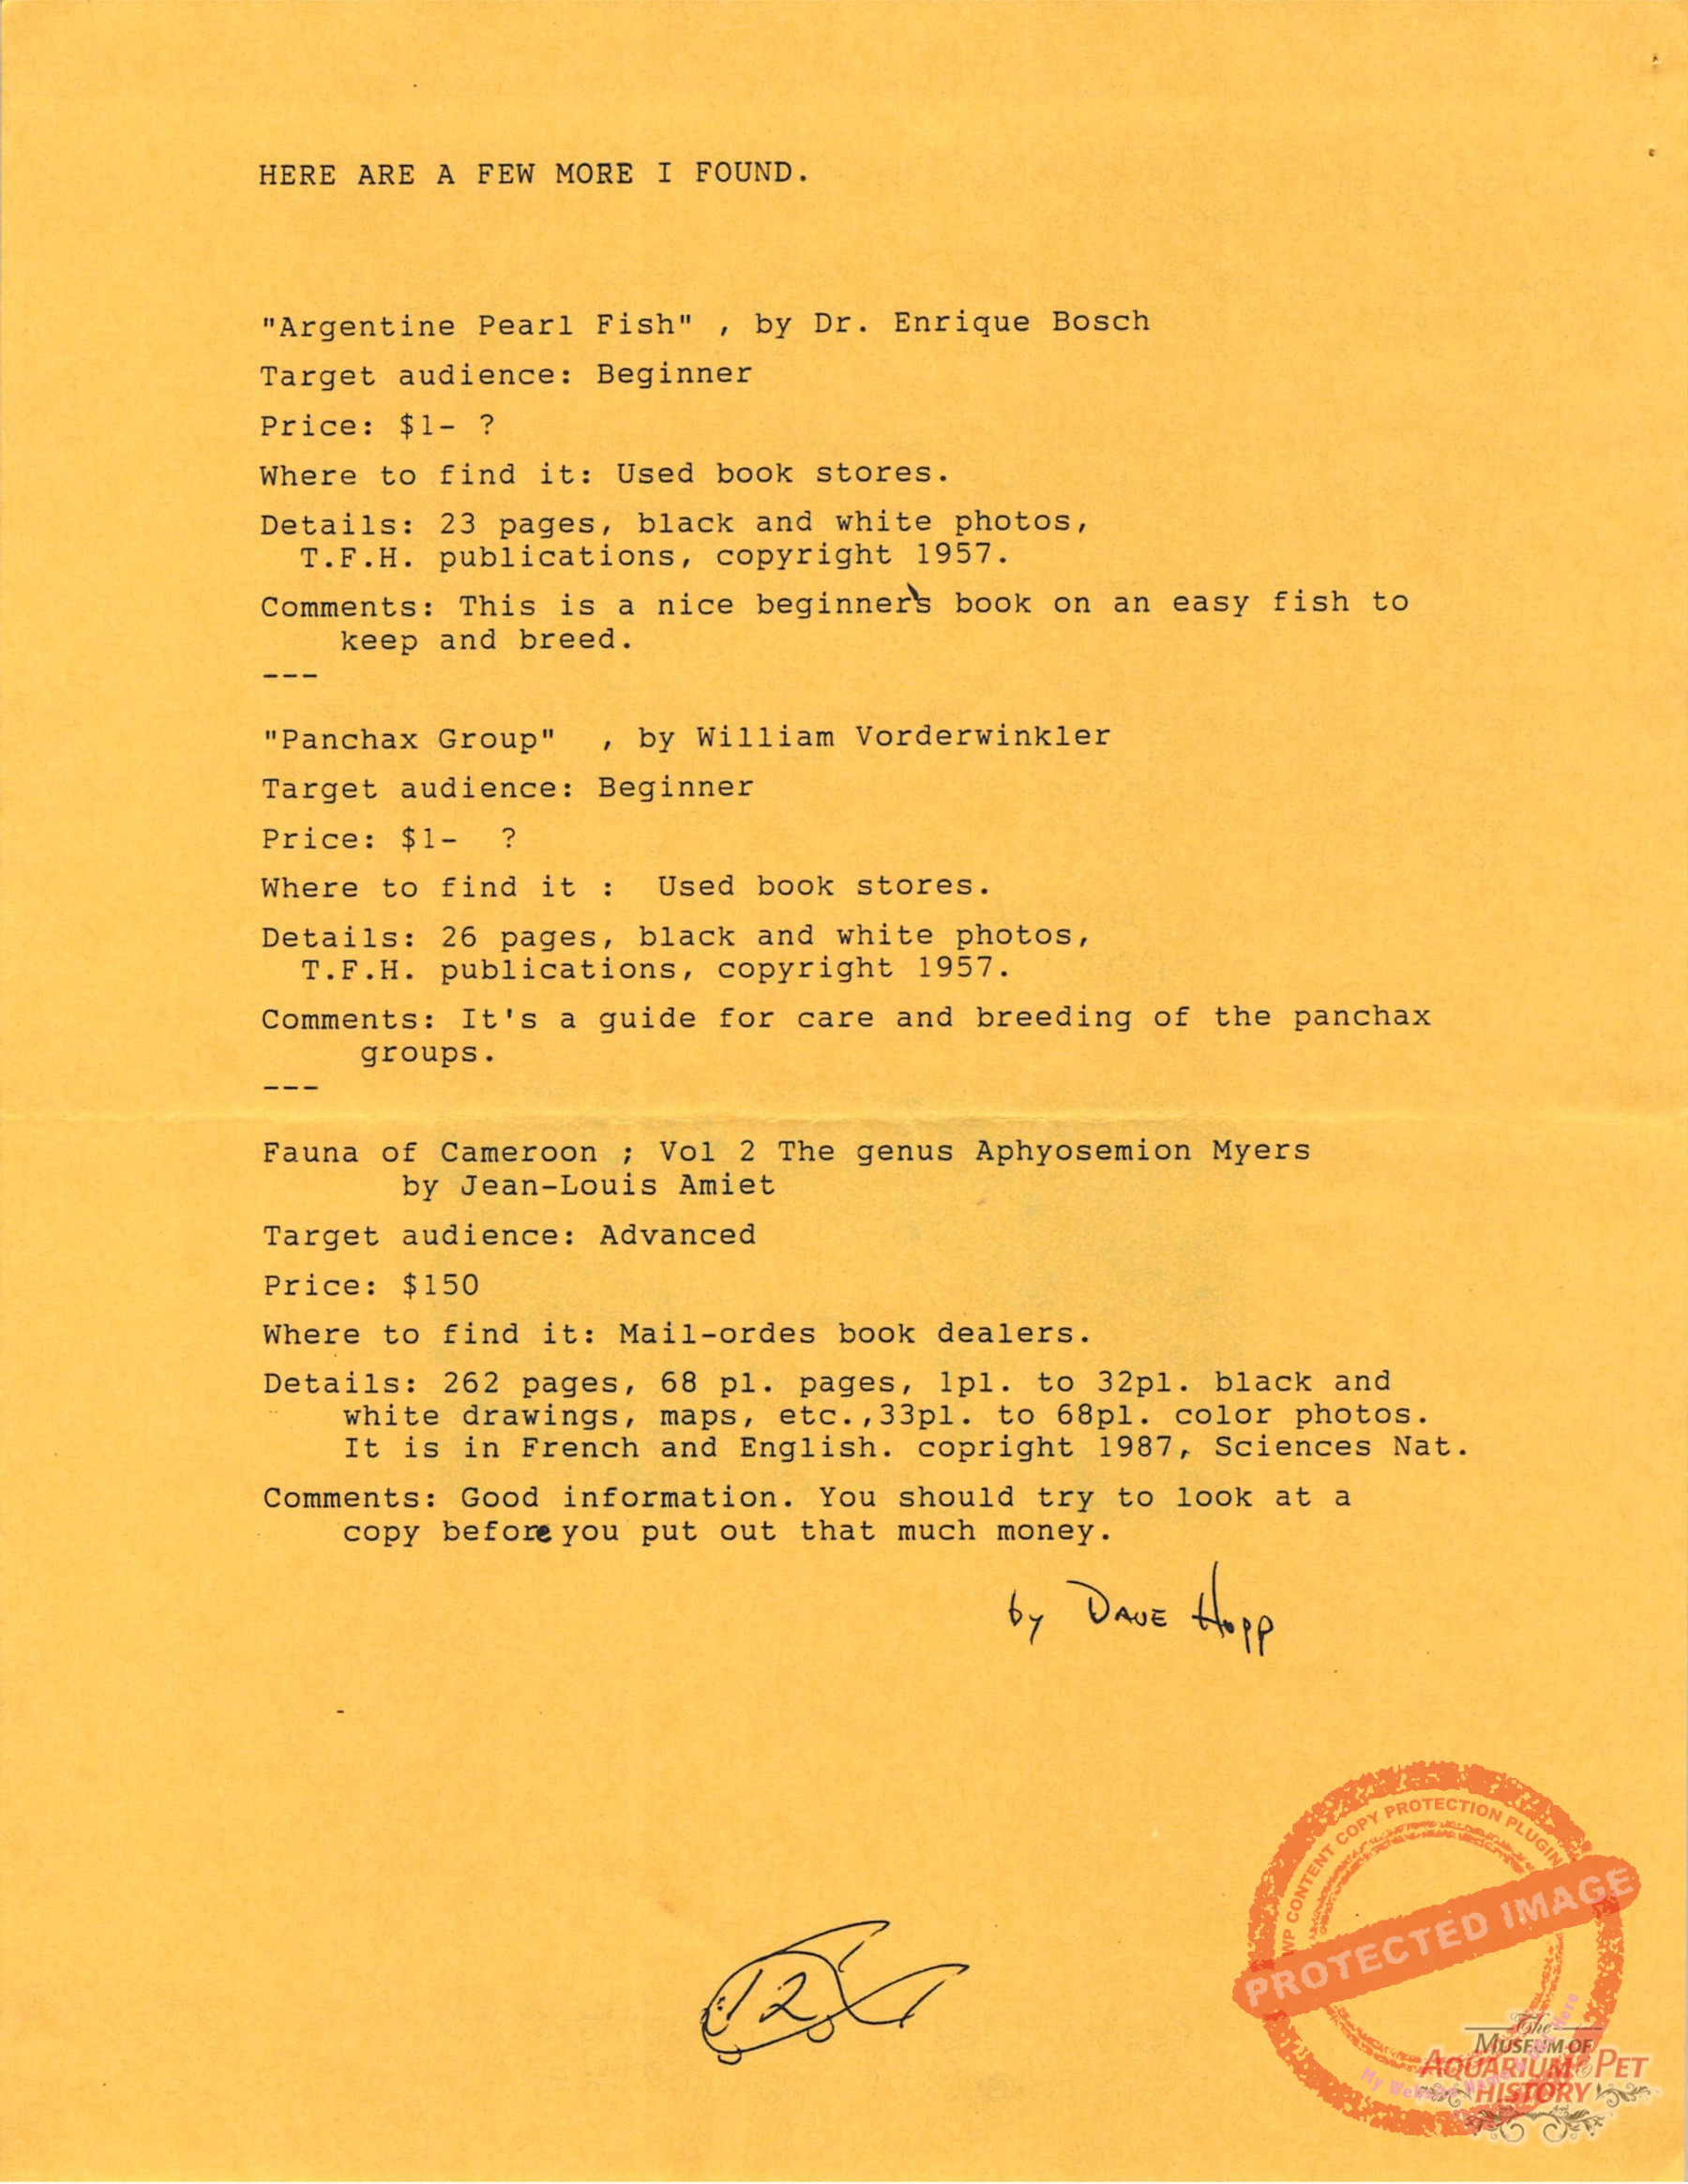 HERE ARE A FEW MORE I FOUND.
"Argentine Pearl Fish" , by Dr. Enrique Bosch
Target audience: Beginner
Price: $1- ?
Where to find it: Used book stores.
Details: 23 pages, black and white photos,
T.F.H. publications, copyright 1957.
Comments: This is a nice beginner's book on an easy fish to
keep and breed.
---
"Panchax Group" , by William Vorderwinkler
Target audience: Beginner
Price: $1- ?
Where to find it : Used book stores.
Details: 26 pages, black and white photos,
T.F.H. publications, copyright 1957.
Comments: It's a guide for care and breeding of the panchax
groups.
---
Fauna of Cameroon ; Vol 2 The genus Aphyosemion Myers
by Jean-Louis Amiet
Target audience: Advanced
Price: $150
Where to find it: Mail-ordes book dealers.
Details: 262 pages, 68 pl. pages, 1pl. to 32pl. black and
white drawings, maps, etc.,33pl. to 68pl. color photos.
It is in French and English. copright 1987, Sciences Nat.
Comments: Good information. You should try to look at a
copy before you put out that much money.
by DAVE Hopp
12
WP CONTENT COPY PROTECTION PLUGIN
PROTECTED IMAGE
My Website Name Here
The
MUSEUM OF
AQUARIUM & PET
HISTORY